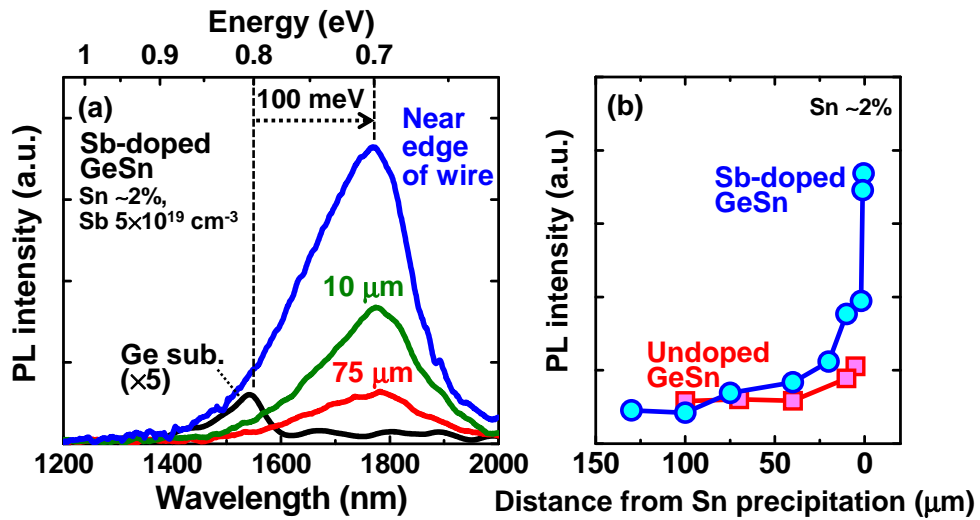 Energy (eV)
1 0.9 0.8 0.7
(a)
100 meV
Sb-doped
GeSn
Sn ~2%,
Sb 5×10¹⁹ cm⁻³
Near
edge
of wire
10 μm
75 μm
Ge sub.
(×5)
PL intensity (a.u.)
1200 1400 1600 1800 2000
Wavelength (nm)
(b)
Sn ~2%
Sb-doped
GeSn
Undoped
GeSn
PL intensity (a.u.)
150 100 50 0
Distance from Sn precipitation (μm)